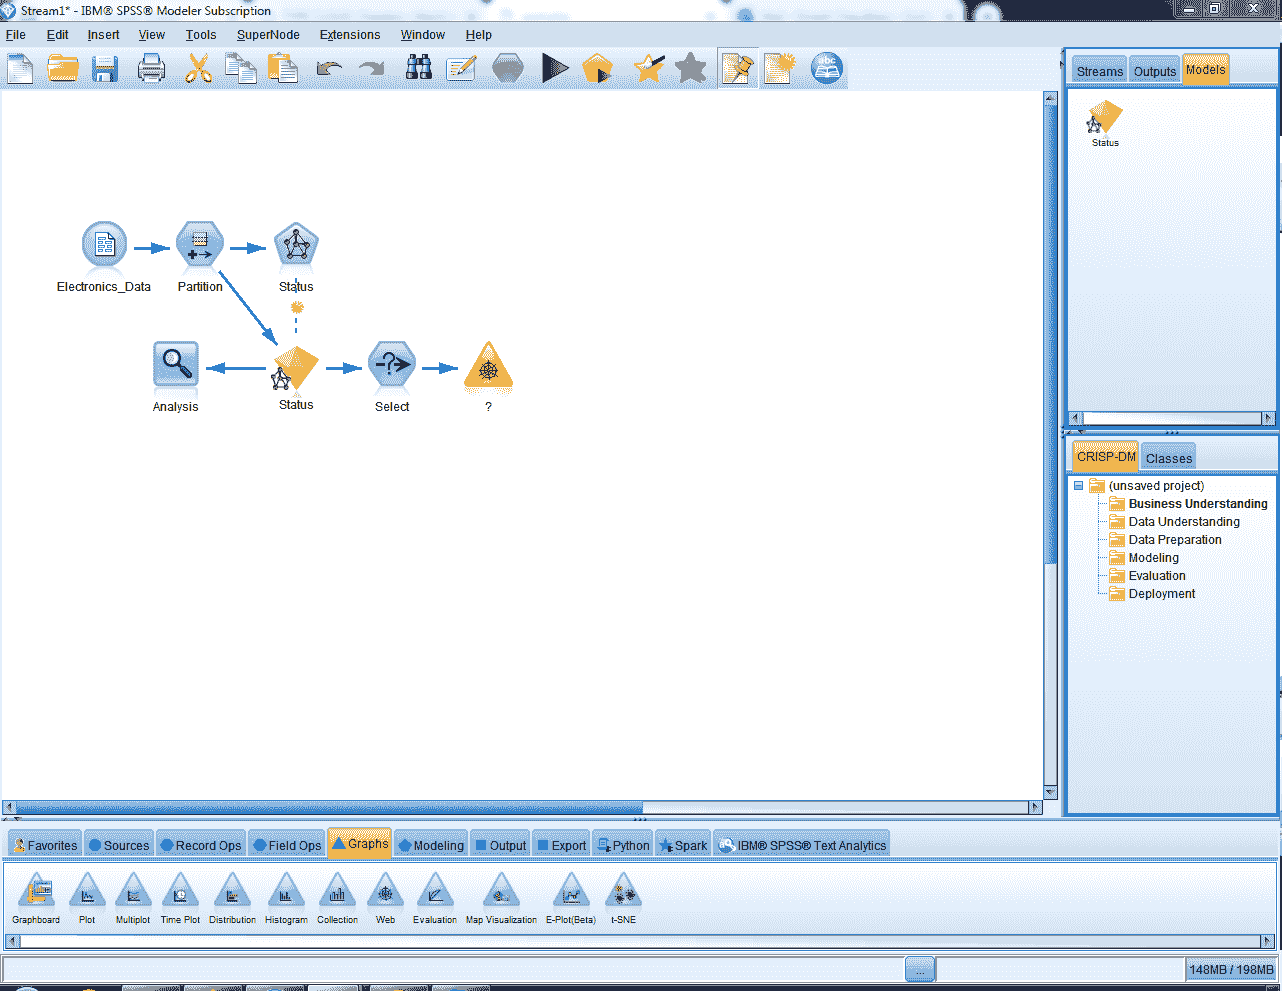 Stream1* - IBM® SPSS® Modeler Subscription
File Edit Insert View Tools SuperNode Extensions Window Help
abc
Streams Outputs Models
Status
Electronics_Data Partition Status
Analysis Status Select ?
CRISP-DM Classes
(unsaved project)
Business Understanding
Data Understanding
Data Preparation
Modeling
Evaluation
Deployment
Favorites Sources Record Ops Field Ops Graphs Modeling Output Export Python Spark IBM® SPSS® Text Analytics
Graphboard Plot Multiplot Time Plot Distribution Histogram Collection Web Evaluation Map Visualization E-Plot(Beta) t-SNE
...
148MB / 198MB